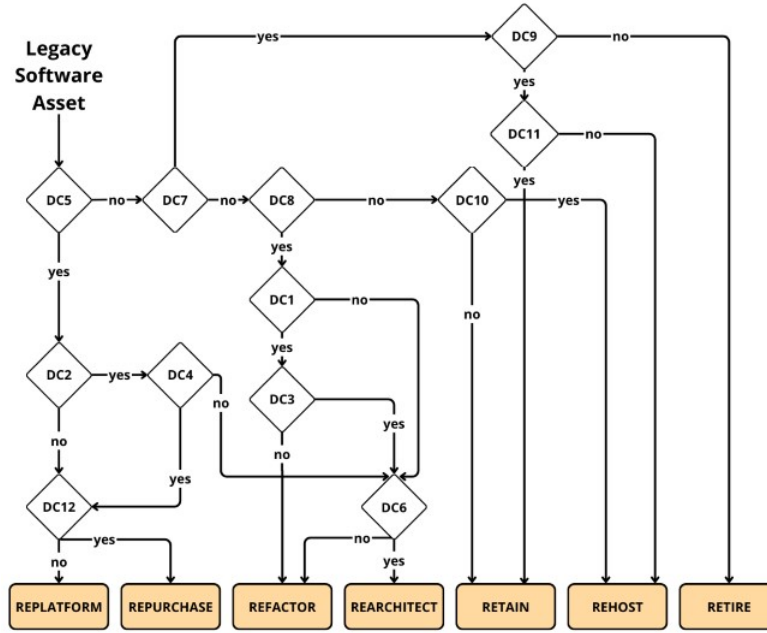 yes
DC9
no
Legacy
Software
Asset
yes
DC11
no
yes
DC5
no
DC7
no
DC8
no
DC10
yes
yes
yes
DC1
no
no
yes
DC2
yes
DC4
no
DC3
yes
no
no
yes
DC12
DC6
yes
no
no
yes
REPLATFORM
REPURCHASE
REFACTOR
REARCHITECT
RETAIN
REHOST
RETIRE